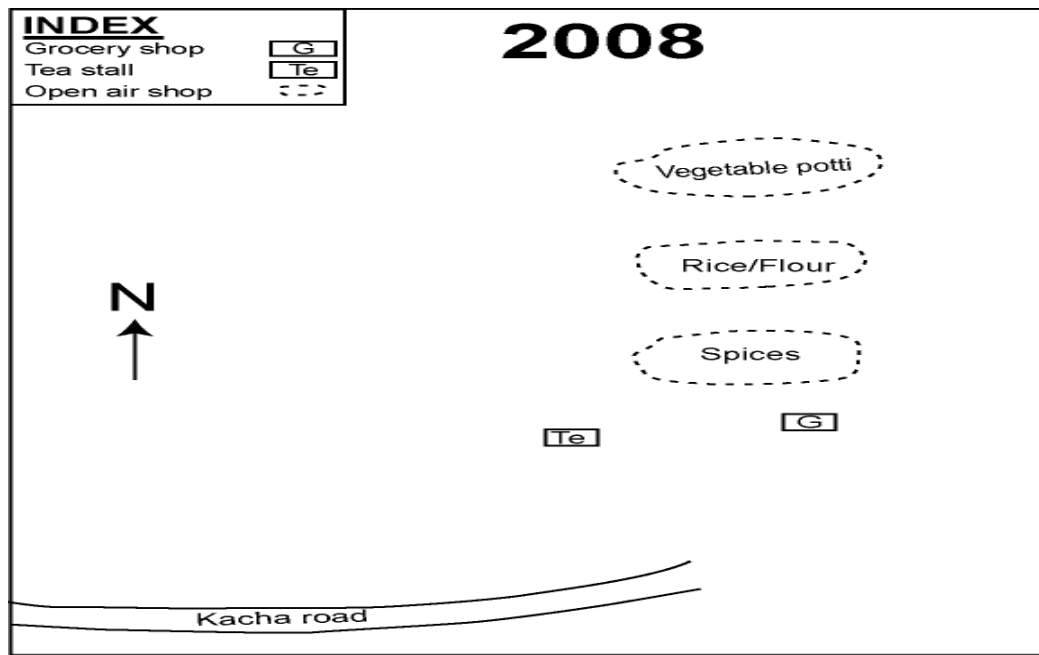 INDEX
Grocery shop G
Tea stall Te
Open air shop
2008
Vegetable potti
Rice/Flour
N
Spices
G
Te
Kacha road